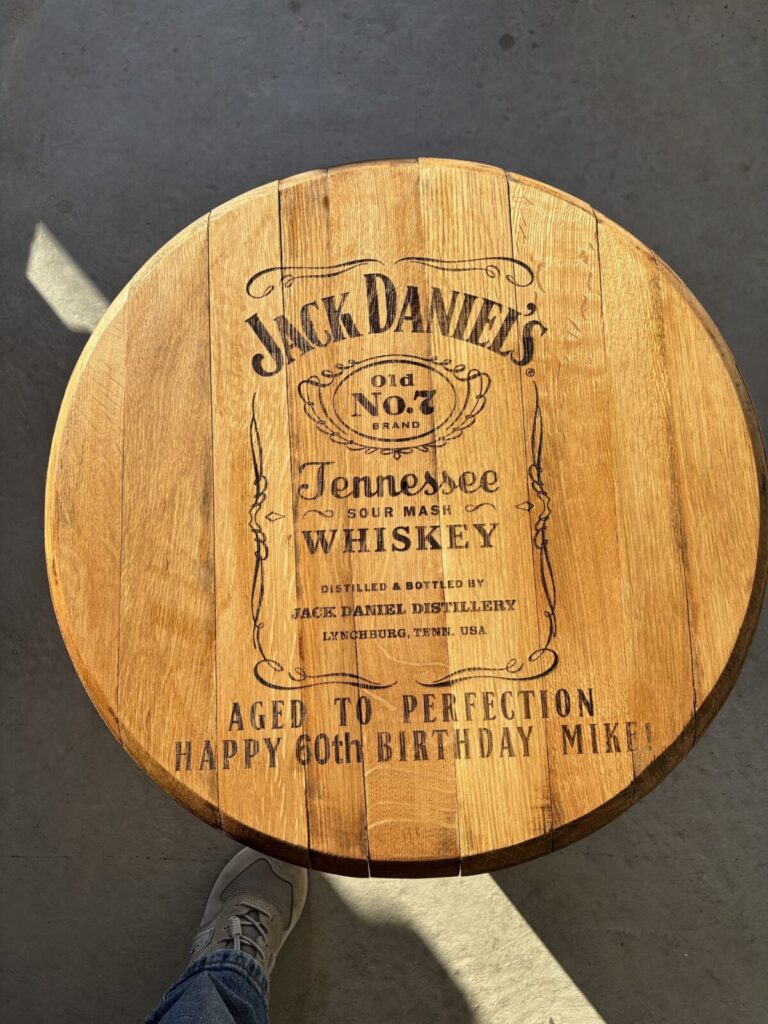 JACK DANIEL'S
®
Old
No.7
BRAND
Tennessee
SOUR MASH
WHISKEY
DISTILLED & BOTTLED BY
JACK DANIEL DISTILLERY
LYNCHBURG, TENN. USA
AGED TO PERFECTION
HAPPY 60th BIRTHDAY MIKE!